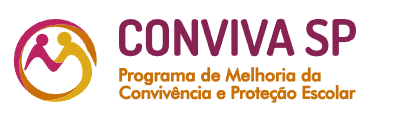 CONVIVA SP
Programa de Melhoria da
Convivência e Proteção Escolar